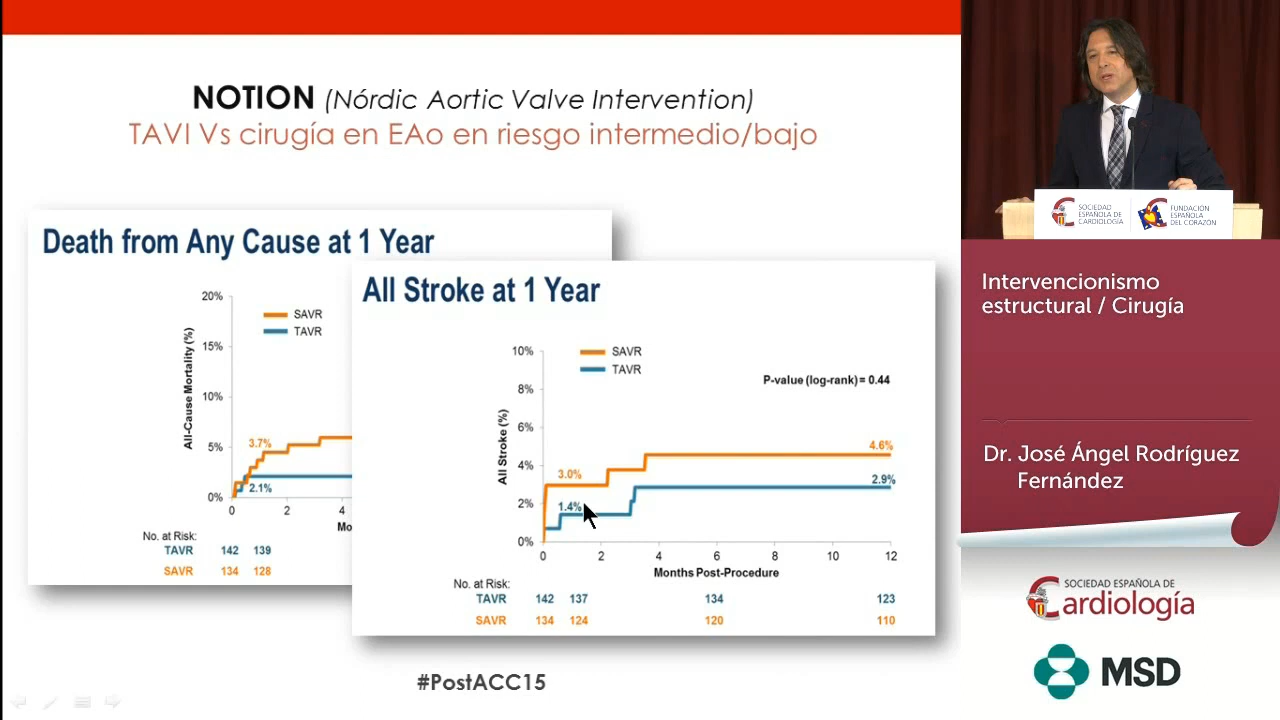 NOTION (Nórdic Aortic Valve Intervention)
TAVI Vs cirugía en EAo en riesgo intermedio/bajo
Death from Any Cause at 1 Year
20%
15%
10%
5%
0%
All-Cause Mortality (%)
SAVR
TAVR
3.7%
2.1%
0
2
4
Mo
No. at Risk:
TAVR 142 139
SAVR 134 128
All Stroke at 1 Year
10%
8%
6%
4%
2%
0%
All Stroke (%)
SAVR
TAVR
P-value (log-rank)= 0.44
3.0%
4.6%
1.4%
2.9%
0 2 4 6 8 10 12
Months Post-Procedure
No. at Risk:
TAVR 142 137 134 123
SAVR 134 124 120 110
#PostACC15
SOCIEDAD
ESPAÑOLA DE
CARDIOLOGÍA
FUNDACIÓN
ESPAÑOLA
DEL CORAZÓN
Intervencionismo
estructural / Cirugía
Dr. José Ángel Rodríguez
Fernández
SOCIEDAD ESPAÑOLA DE
Cardiología
MSD